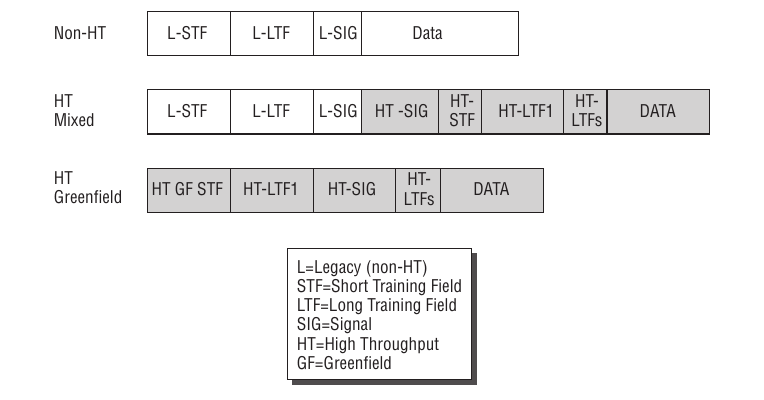 Non-HT L-STF L-LTF L-SIG Data
HT Mixed L-STF L-LTF L-SIG HT -SIG HT-STF HT-LTF1 HT-LTFs DATA
HT Greenfield HT GF STF HT-LTF1 HT-SIG HT-LTFs DATA
L=Legacy (non-HT)
STF=Short Training Field
LTF=Long Training Field
SIG=Signal
HT=High Throughput
GF=Greenfield